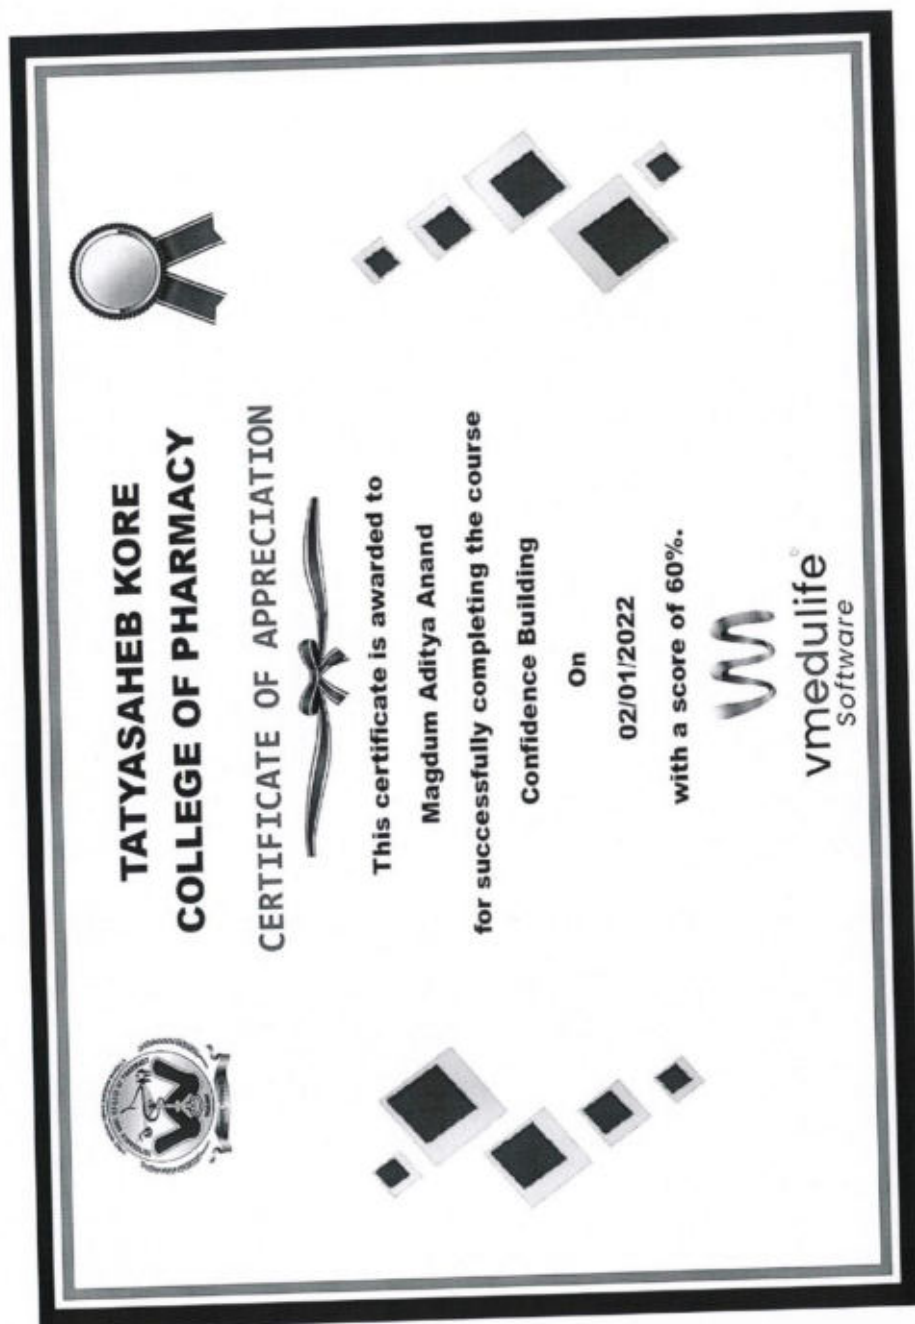 TATYASAHEB KORE
COLLEGE OF PHARMACY
CERTIFICATE OF APPRECIATION
This certificate is awarded to
Magdum Aditya Anand
for successfully completing the course
Confidence Building
On
02/01/2022
with a score of 60%.
vmedulife
Software